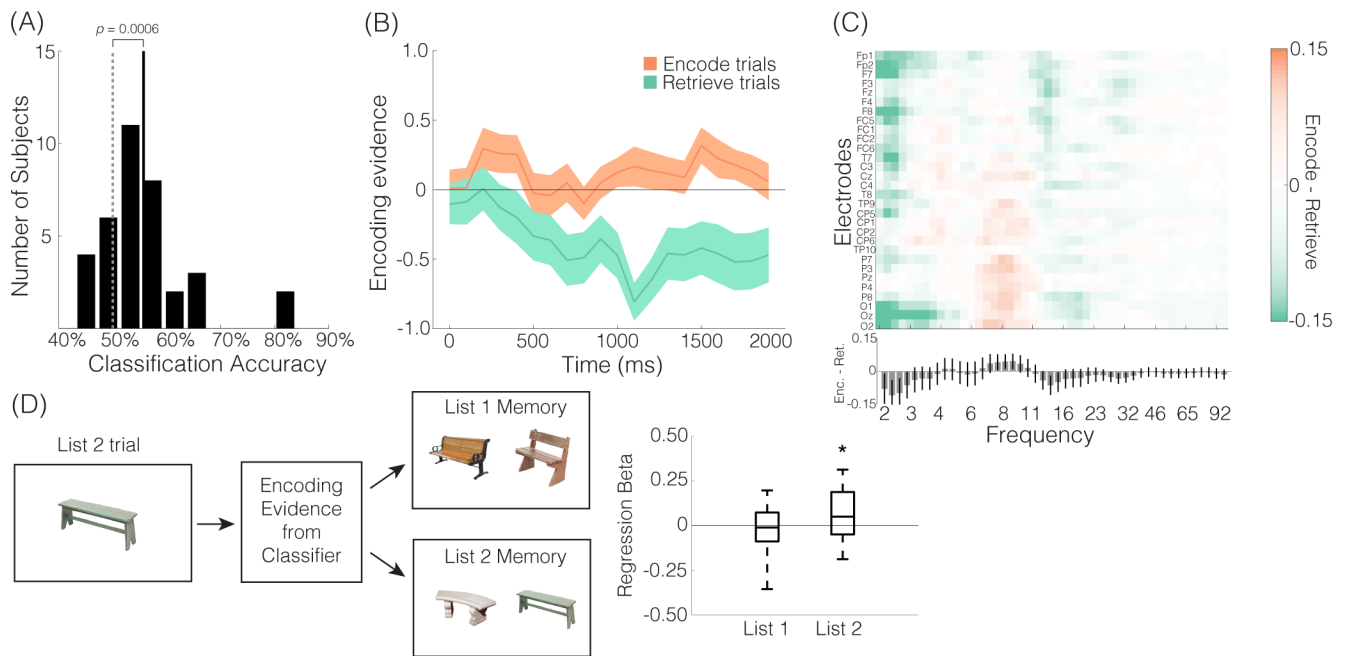 (A)
p = 0.0006
15
10
5
Number of Subjects
40%
50%
60%
70%
80%
90%
Classification Accuracy
(B)
Encode trials
Retrieve trials
1.0
0.5
0
-0.5
-1.0
Encoding evidence
0
500
1000
1500
2000
Time (ms)
(C)
Electrodes
Fp1
Fp2
F7
F3
Fz
F4
F8
FC5
FC1
FC2
FC6
T7
C3
Cz
C4
T8
TP9
CP5
CP1
CP2
CP6
TP10
P7
P3
Pz
P4
P8
O1
Oz
O2
0.15
0
-0.15
Encode - Retrieve
0.15
0
-0.15
Enc. - Ret.
2
3
4
6
8
11
16
23
32
46
65
92
Frequency
(D)
List 2 trial
Encoding
Evidence
from
Classifier
List 1 Memory
List 2 Memory
0.50
0.25
0
-0.25
-0.50
Regression Beta
*
List 1
List 2